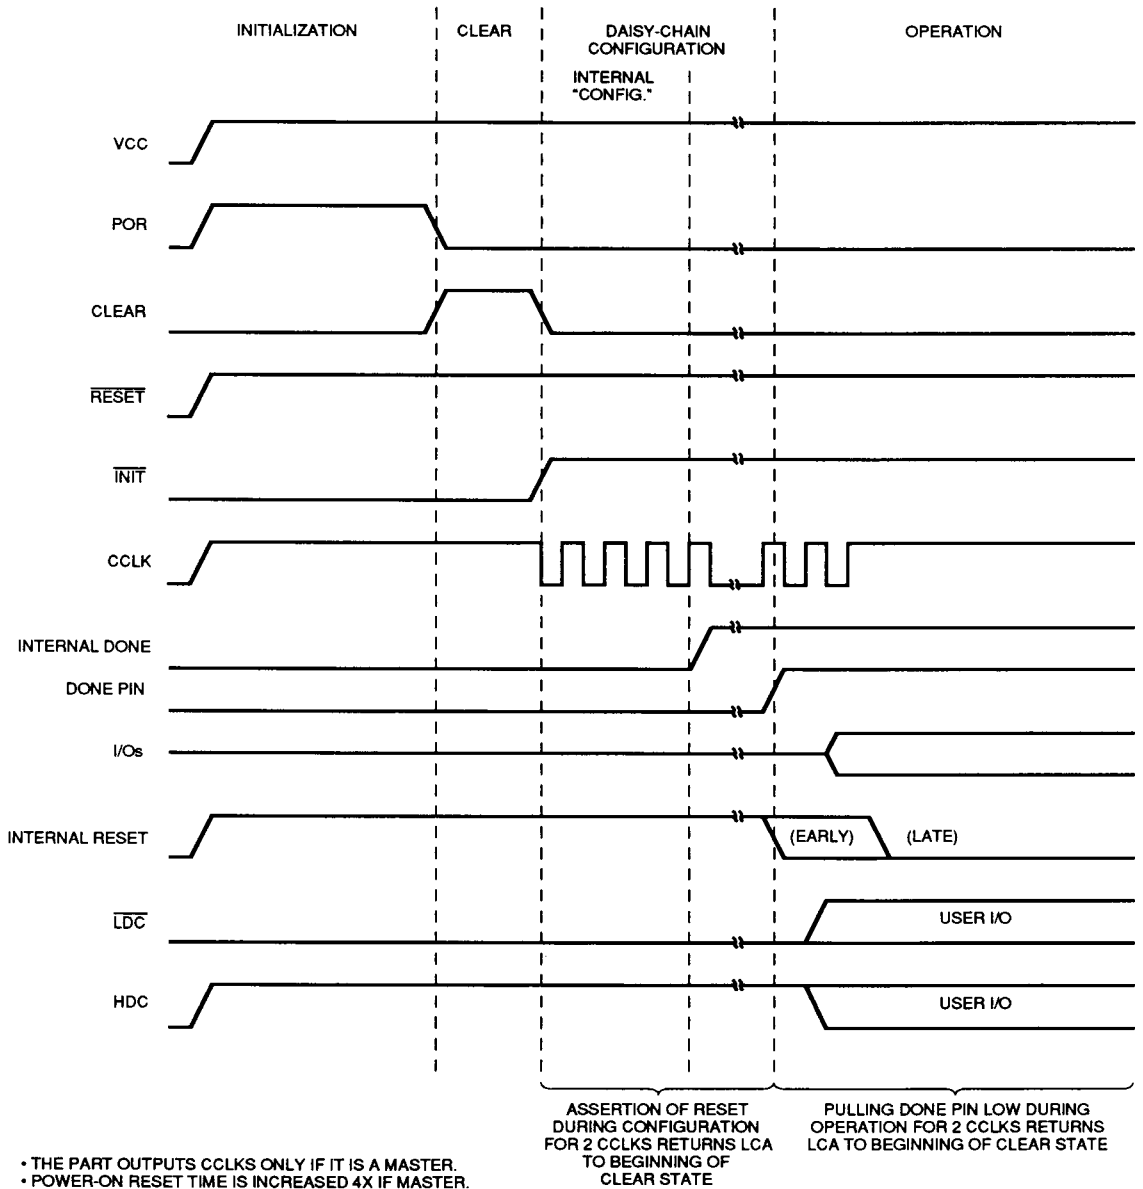 INITIALIZATION
CLEAR
DAISY-CHAIN
CONFIGURATION
OPERATION
INTERNAL
"CONFIG."
VCC
POR
CLEAR
RESET
INIT
CCLK
INTERNAL DONE
DONE PIN
I/Os
INTERNAL RESET
(EARLY)
(LATE)
LDC
USER I/O
HDC
USER I/O
ASSERTION OF RESET
DURING CONFIGURATION
FOR 2 CCLKS RETURNS LCA
TO BEGINNING OF
CLEAR STATE
PULLING DONE PIN LOW DURING
OPERATION FOR 2 CCLKS RETURNS
LCA TO BEGINNING OF CLEAR STATE
• THE PART OUTPUTS CCLKS ONLY IF IT IS A MASTER.
• POWER-ON RESET TIME IS INCREASED 4X IF MASTER.